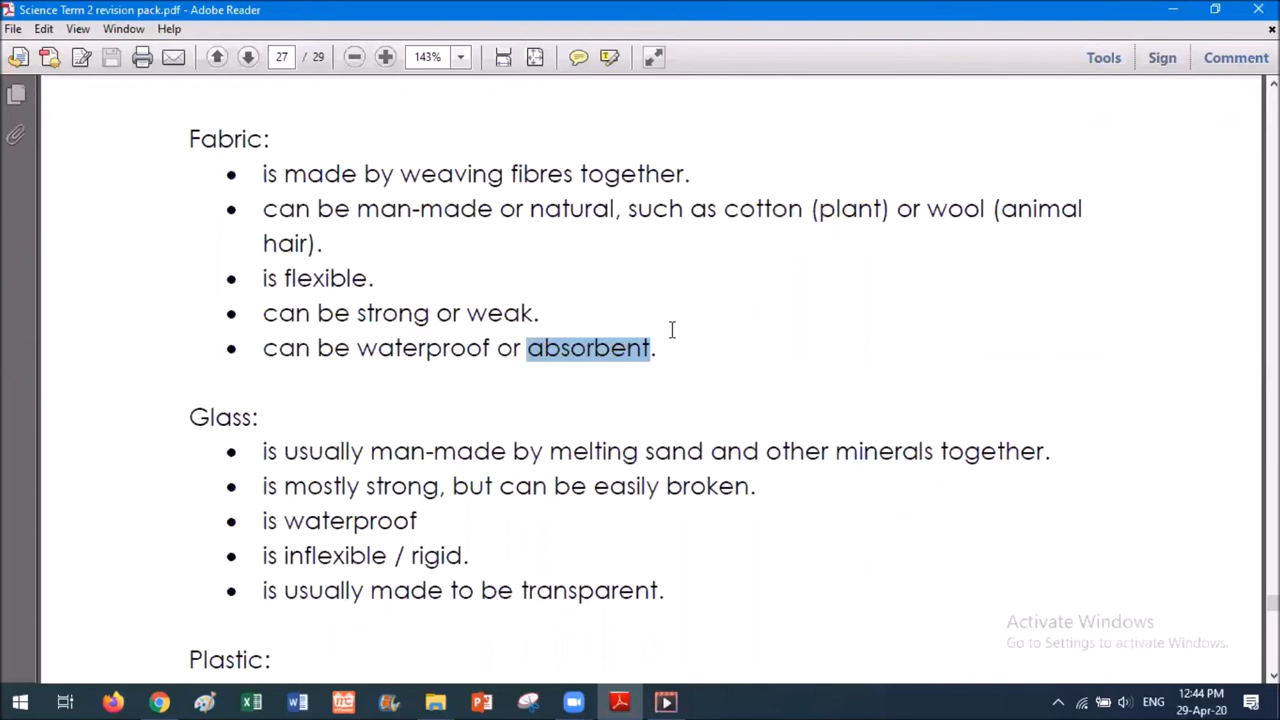 Science Term 2 revision pack.pdf - Adobe Reader
File Edit View Window Help
27 / 29 143% Tools Sign Comment
Fabric:
• is made by weaving fibres together.
• can be man-made or natural, such as cotton (plant) or wool (animal
hair).
• is flexible.
• can be strong or weak.
• can be waterproof or absorbent.
Glass:
• is usually man-made by melting sand and other minerals together.
• is mostly strong, but can be easily broken.
• is waterproof
• is inflexible / rigid.
• is usually made to be transparent.
Activate Windows
Go to Settings to activate Windows.
Plastic:
ENG 12:44 PM
29-Apr-20